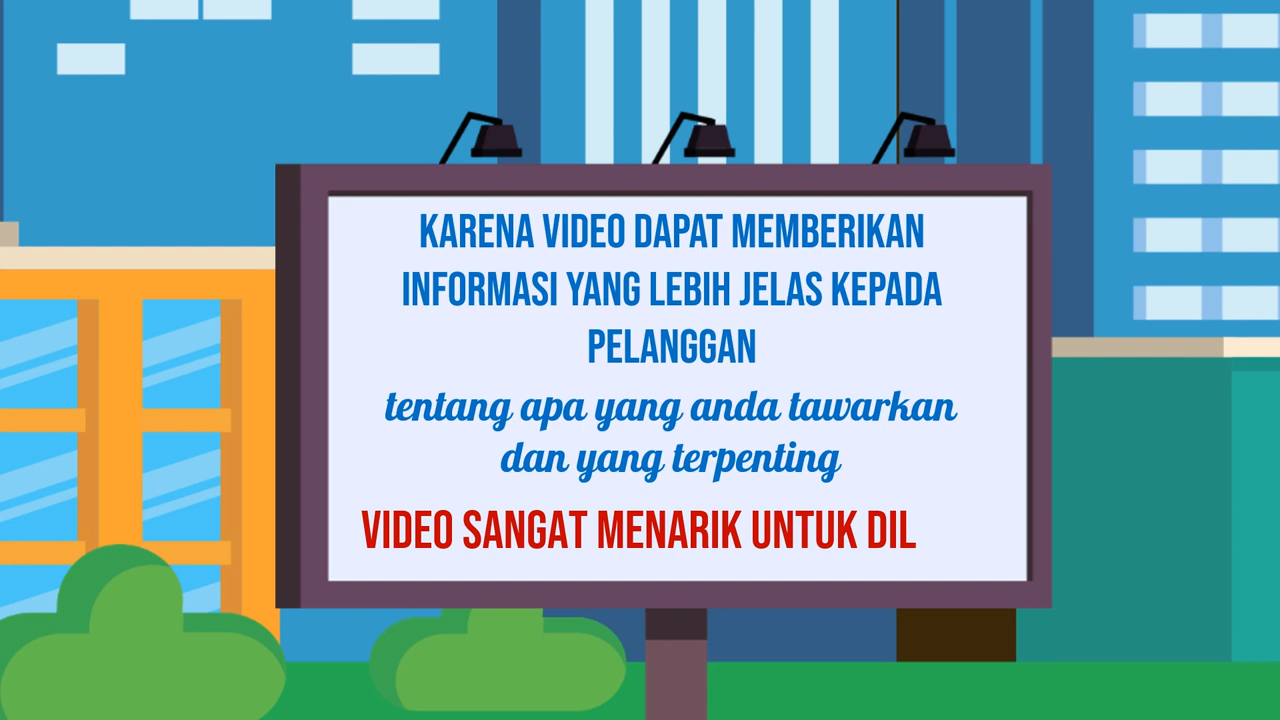 KARENA VIDEO DAPAT MEMBERIKAN
INFORMASI YANG LEBIH JELAS KEPADA
PELANGGAN
tentang apa yang anda tawarkan
dan yang terpenting
VIDEO SANGAT MENARIK UNTUK DIL